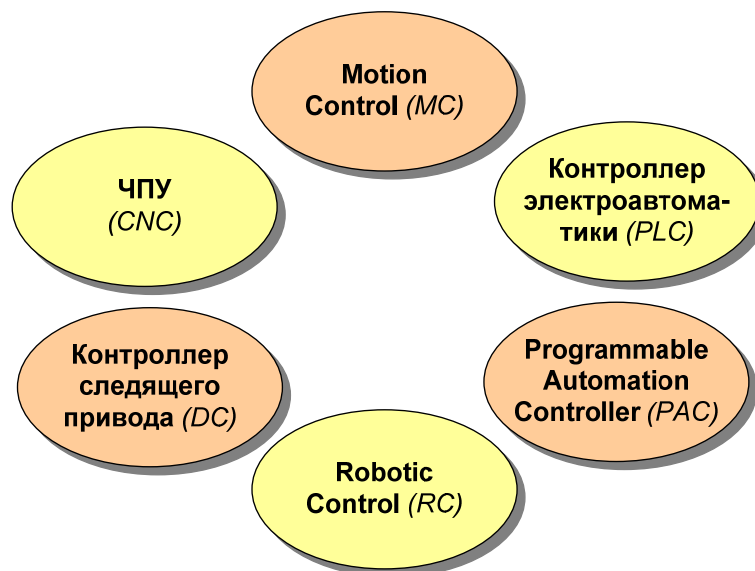 Motion
Control (MC)
ЧПУ
(CNC)
Контроллер
электроавтома-
тики (PLC)
Контроллер
следящего
привода (DC)
Programmable
Automation
Controller (PAC)
Robotic
Control (RC)